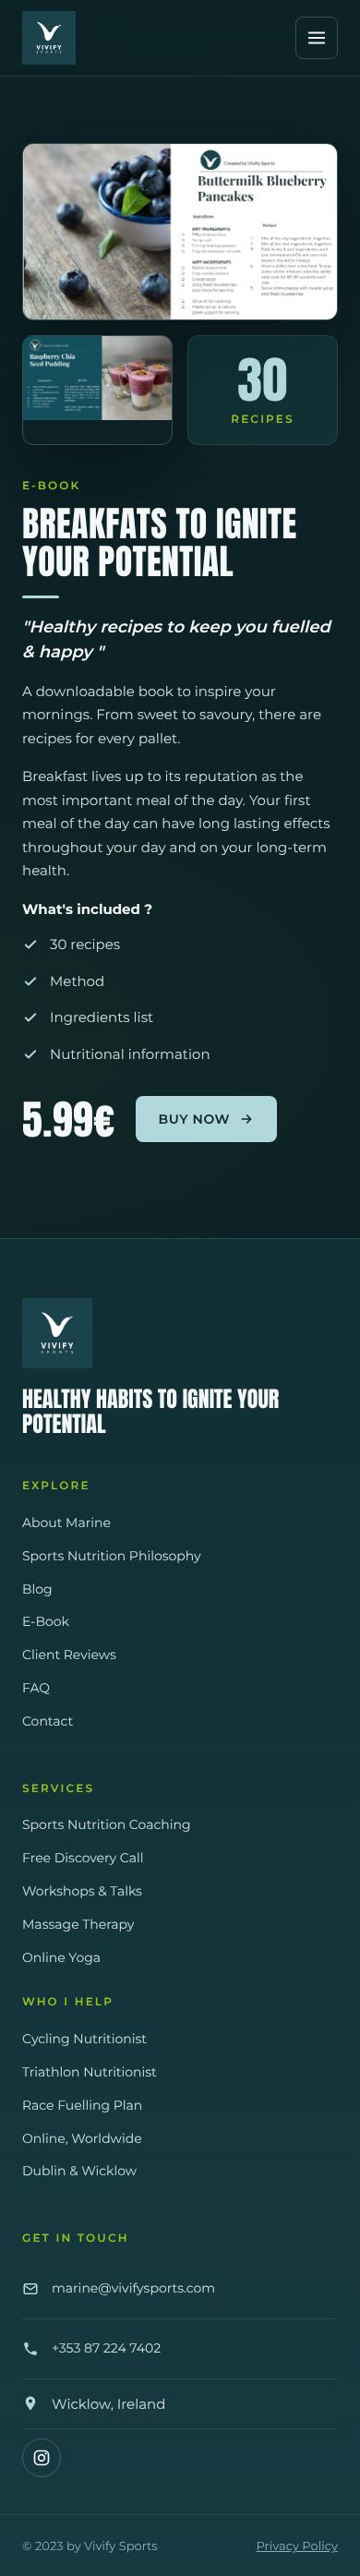 VIVIFY
SPORTS
Created by Vivify Sports
Buttermilk Blueberry
Pancakes
Ingredients
Method
DRY INGREDIENTS
WET INGREDIENTS
Raspberry Chia
Seed Pudding
30
RECIPES
E-BOOK
BREAKFATS TO IGNITE
YOUR POTENTIAL
"Healthy recipes to keep you fuelled
& happy "
A downloadable book to inspire your
mornings. From sweet to savoury, there are
recipes for every pallet.
Breakfast lives up to its reputation as the
most important meal of the day. Your first
meal of the day can have long lasting effects
throughout your day and on your long-term
health.
What's included ?
30 recipes
Method
Ingredients list
Nutritional information
5.99€
BUY NOW →
VIVIFY
SPORTS
HEALTHY HABITS TO IGNITE YOUR
POTENTIAL
EXPLORE
About Marine
Sports Nutrition Philosophy
Blog
E-Book
Client Reviews
FAQ
Contact
SERVICES
Sports Nutrition Coaching
Free Discovery Call
Workshops & Talks
Massage Therapy
Online Yoga
WHO I HELP
Cycling Nutritionist
Triathlon Nutritionist
Race Fuelling Plan
Online, Worldwide
Dublin & Wicklow
GET IN TOUCH
marine@vivifysports.com
+353 87 224 7402
Wicklow, Ireland
© 2023 by Vivify Sports
Privacy Policy